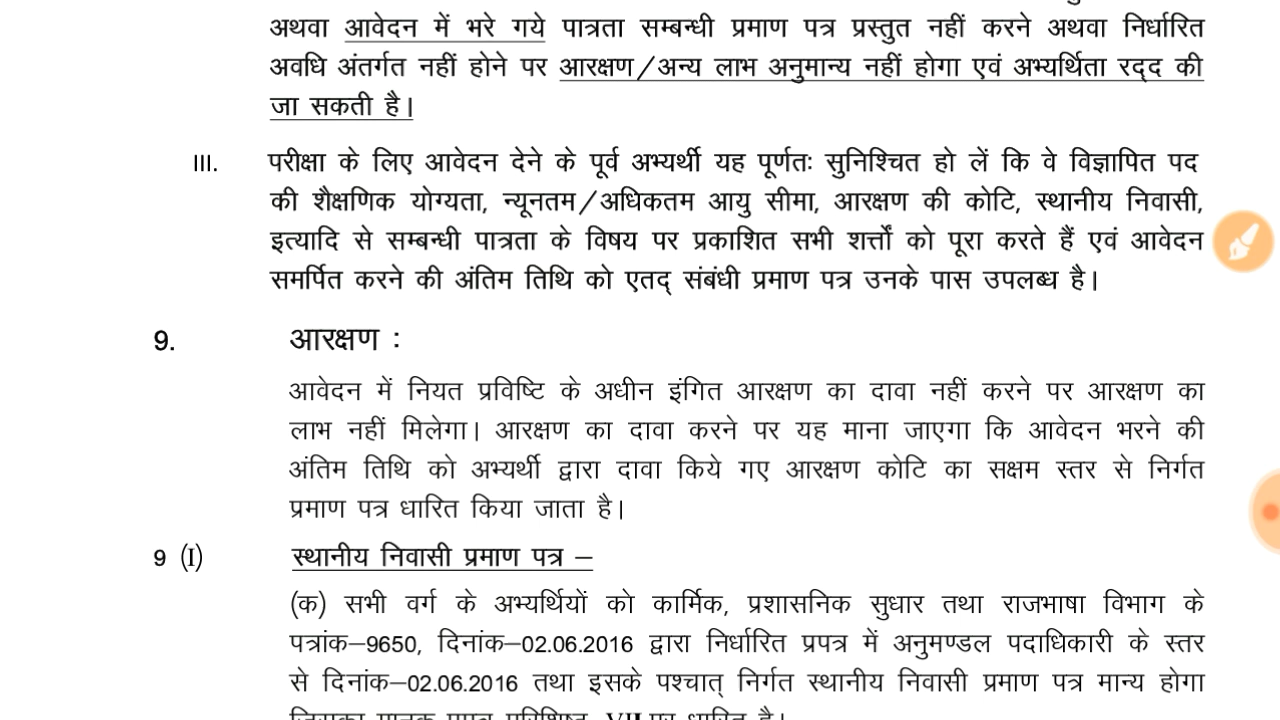 अथवा आवेदन में भरे गये पात्रता सम्बन्धी प्रमाण पत्र प्रस्तुत नहीं करने अथवा निर्धारित
अवधि अंतर्गत नहीं होने पर आरक्षण/अन्य लाभ अनुमान्य नहीं होगा एवं अभ्यर्थिता रद्द की
जा सकती है।
III. परीक्षा के लिए आवेदन देने के पूर्व अभ्यर्थी यह पूर्णतः सुनिश्चित हो लें कि वे विज्ञापित पद
की शैक्षणिक योग्यता, न्यूनतम/अधिकतम आयु सीमा, आरक्षण की कोटि, स्थानीय निवासी,
इत्यादि से सम्बन्धी पात्रता के विषय पर प्रकाशित सभी शर्त्तों को पूरा करते हैं एवं आवेदन
समर्पित करने की अंतिम तिथि को एतद् संबंधी प्रमाण पत्र उनके पास उपलब्ध है।
9. आरक्षण :
आवेदन में नियत प्रविष्टि के अधीन इंगित आरक्षण का दावा नहीं करने पर आरक्षण का
लाभ नहीं मिलेगा। आरक्षण का दावा करने पर यह माना जाएगा कि आवेदन भरने की
अंतिम तिथि को अभ्यर्थी द्वारा दावा किये गए आरक्षण कोटि का सक्षम स्तर से निर्गत
प्रमाण पत्र धारित किया जाता है।
9 (I) स्थानीय निवासी प्रमाण पत्र –
(क) सभी वर्ग के अभ्यर्थियों को कार्मिक, प्रशासनिक सुधार तथा राजभाषा विभाग के
पत्रांक–9650, दिनांक–02.06.2016 द्वारा निर्धारित प्रपत्र में अनुमण्डल पदाधिकारी के स्तर
से दिनांक–02.06.2016 तथा इसके पश्चात् निर्गत स्थानीय निवासी प्रमाण पत्र मान्य होगा